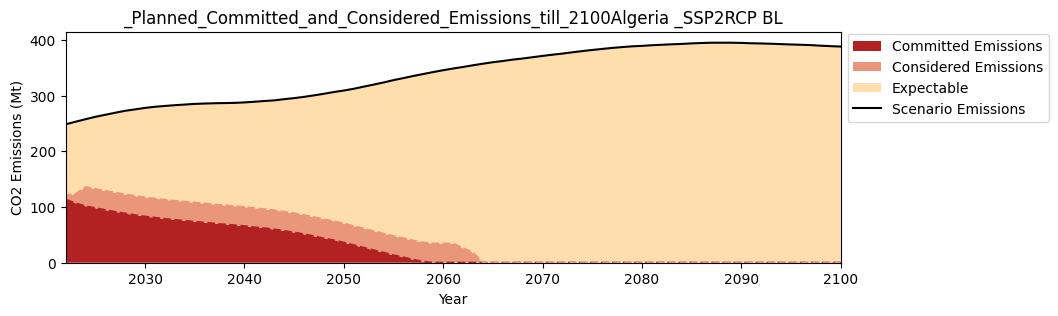 _Planned_Committed_and_Considered_Emissions_till_2100Algeria _SSP2RCP BL
400
300
200
100
0
CO2 Emissions (Mt)
2030 2040 2050 2060 2070 2080 2090 2100
Year
Committed Emissions
Considered Emissions
Expectable
Scenario Emissions